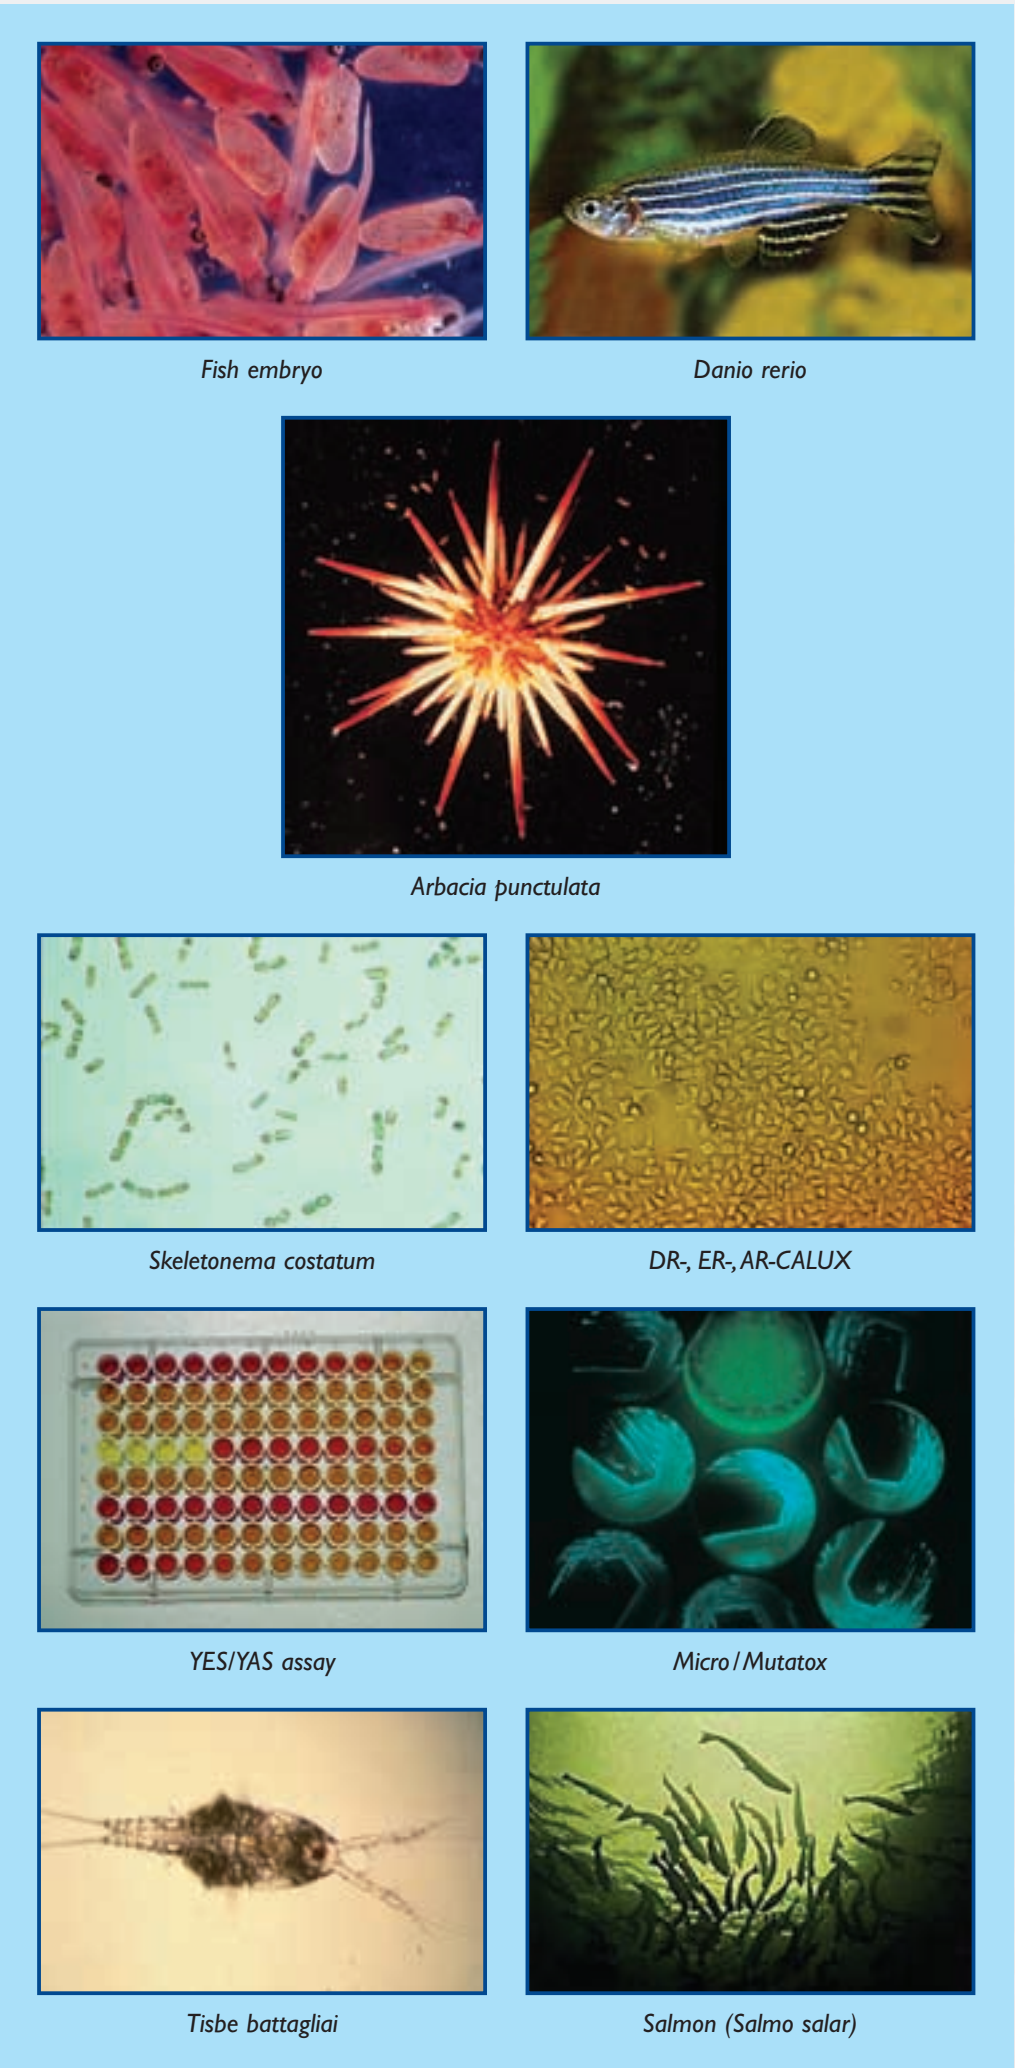 Fish embryo
Danio rerio
Arbacia punctulata
Skeletonema costatum
DR-, ER-, AR-CALUX
YES/YAS assay
Micro/Mutatox
Tisbe battagliai
Salmon (Salmo salar)